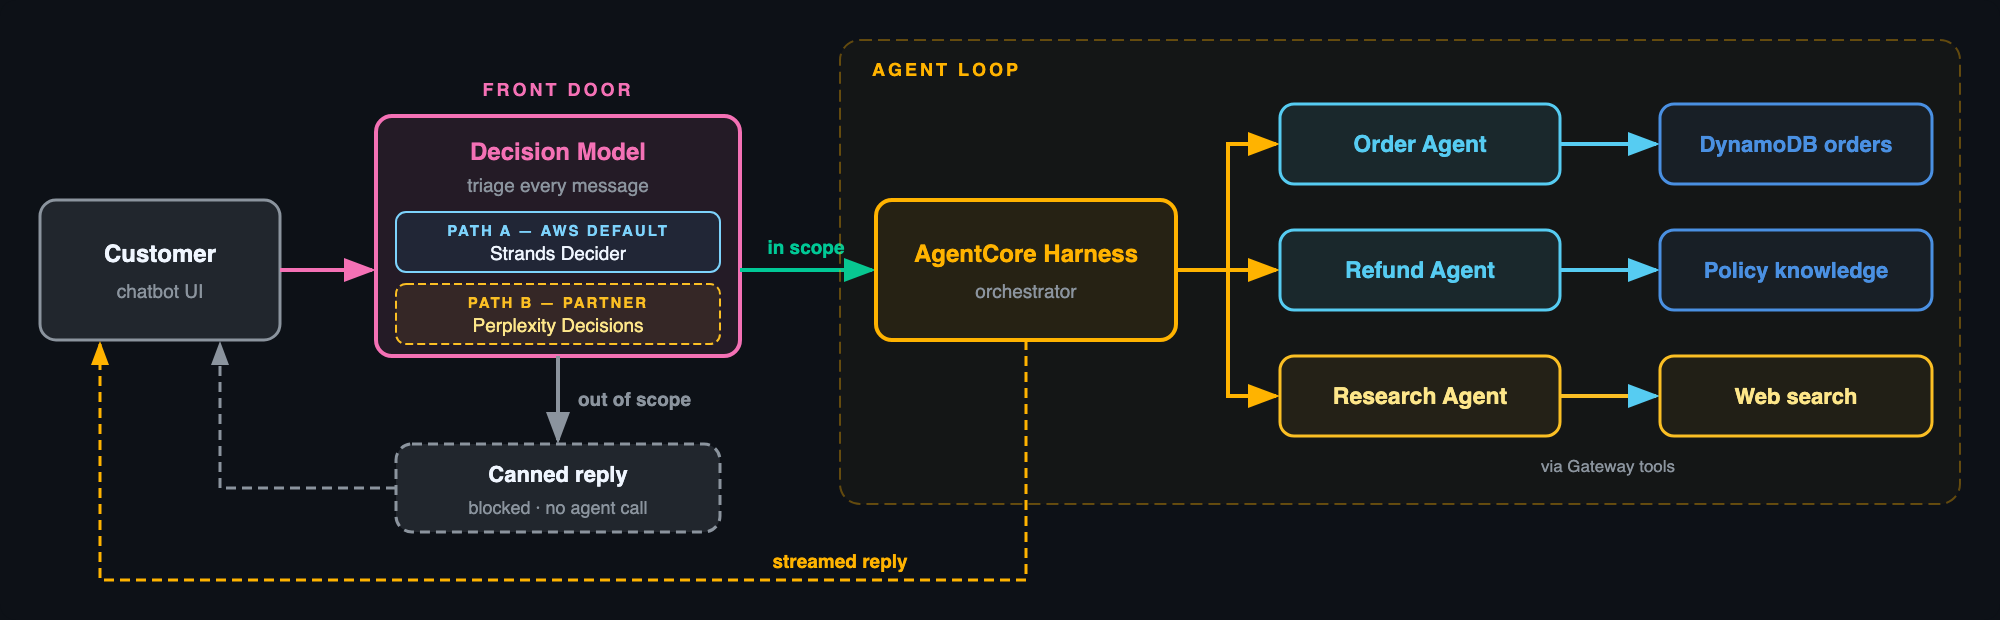 AGENT LOOP
FRONT DOOR
Decision Model
triage every message
PATH A — AWS DEFAULT
Strands Decider
PATH B — PARTNER
Perplexity Decisions
Customer
chatbot UI
in scope
AgentCore Harness
orchestrator
Order Agent
DynamoDB orders
Refund Agent
Policy knowledge
Research Agent
Web search
via Gateway tools
out of scope
Canned reply
blocked · no agent call
streamed reply